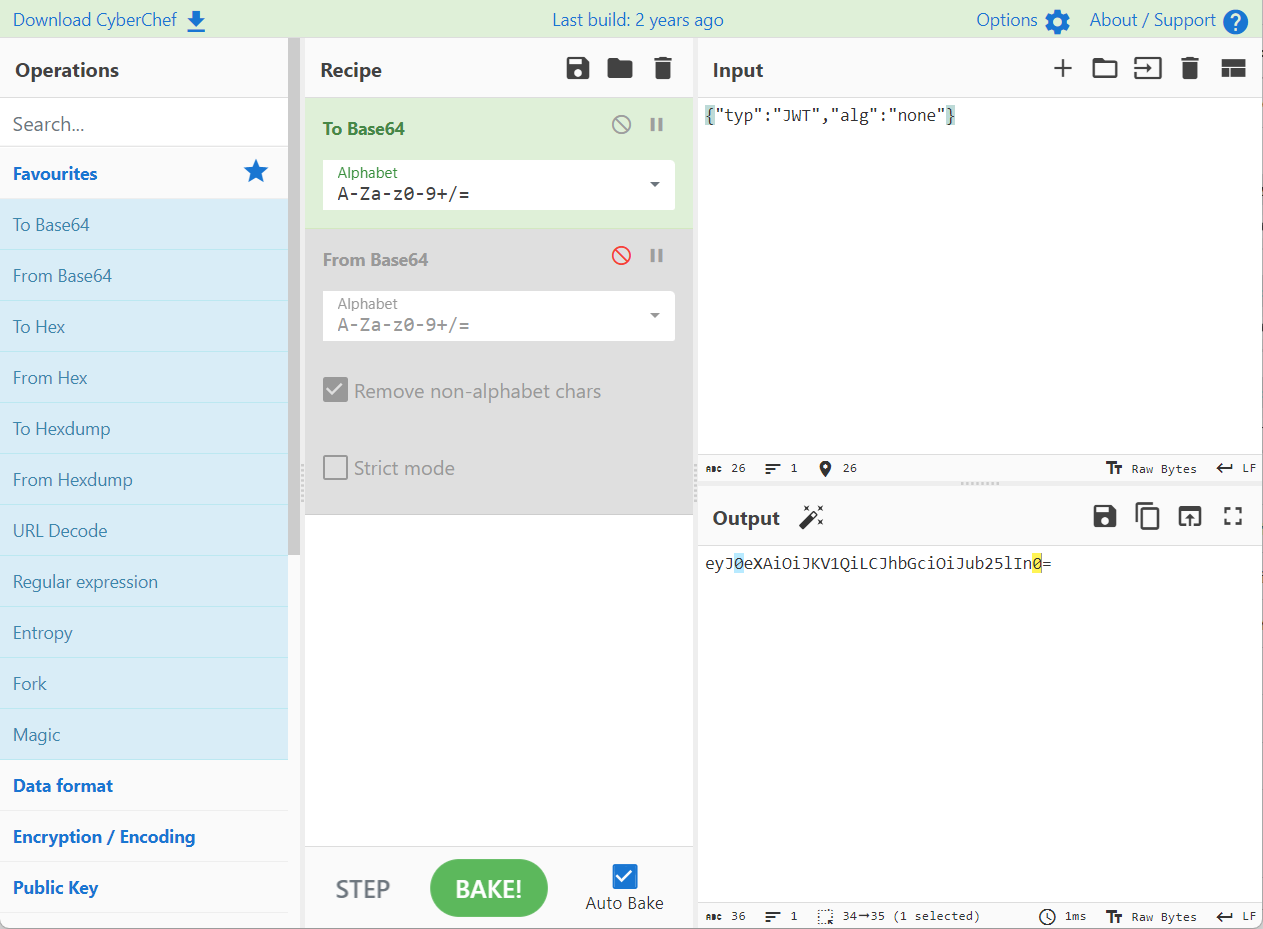 Download CyberChef
Last build: 2 years ago
Options
About / Support
Operations
Search...
Favourites
To Base64
From Base64
To Hex
From Hex
To Hexdump
From Hexdump
URL Decode
Regular expression
Entropy
Fork
Magic
Data format
Encryption / Encoding
Public Key
Recipe
To Base64
Alphabet
A-Za-z0-9+/=
From Base64
Alphabet
A-Za-z0-9+/=
Remove non-alphabet chars
Strict mode
STEP
BAKE!
Auto Bake
Input
{"typ":"JWT","alg":"none"}
ABC 26 1 26 Tт Raw Bytes LF
Output
eyJ0eXAiOiJKV1QiLCJhbGciOiJub25lIn0=
ABC 36 1 34→35 (1 selected) 1ms Tт Raw Bytes LF